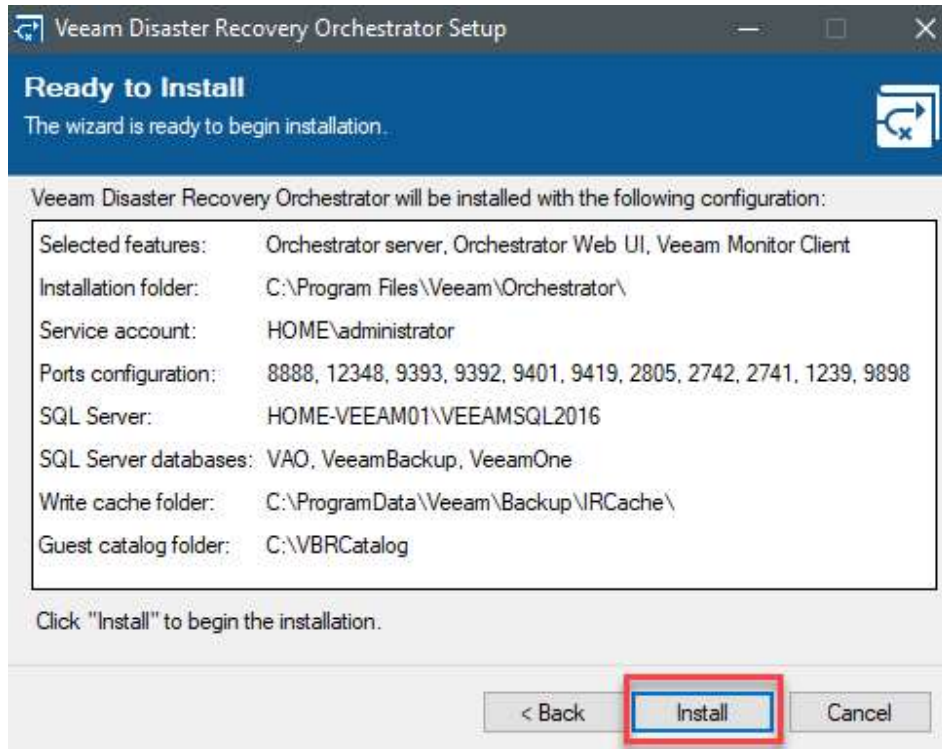 Veeam Disaster Recovery Orchestrator Setup
Ready to Install
The wizard is ready to begin installation.
Veeam Disaster Recovery Orchestrator will be installed with the following configuration:
Selected features: Orchestrator server, Orchestrator Web UI, Veeam Monitor Client
Installation folder: C:\Program Files\Veeam\Orchestrator\
Service account: HOME\administrator
Ports configuration: 8888, 12348, 9393, 9392, 9401, 9419, 2805, 2742, 2741, 1239, 9898
SQL Server: HOME-VEEAM01\VEEAMSQL2016
SQL Server databases: VAO, VeeamBackup, VeeamOne
Write cache folder: C:\ProgramData\Veeam\Backup\IRCache\
Guest catalog folder: C:\VBRCatalog
Click "Install" to begin the installation.
< Back Install Cancel